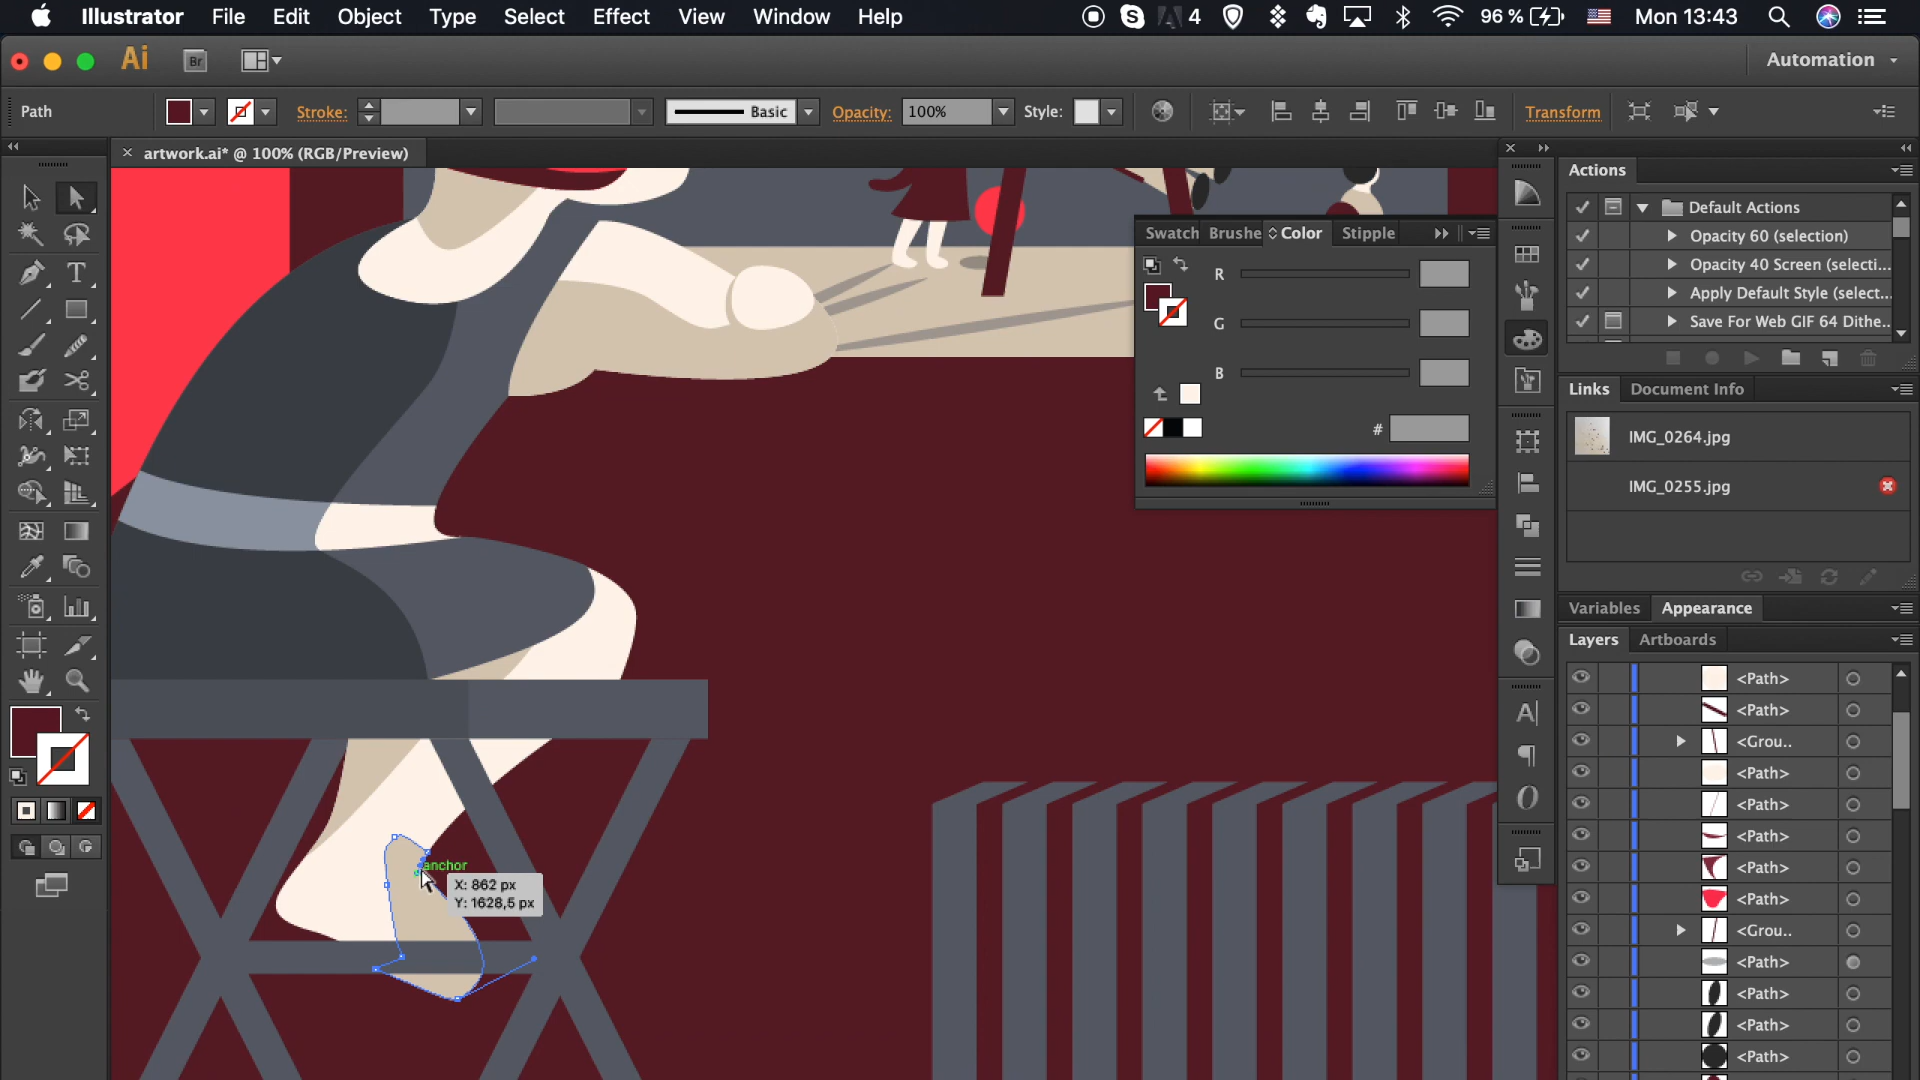 Illustrator File Edit Object Type Select Effect View Window Help 4 96 % Mon 13:43
Ai Br Automation
Path Stroke: Basic Opacity: 100% Style: Transform
× artwork.ai* @ 100% (RGB/Preview)
Swatch Brushe Color Stipple
R
G
B
#
Actions
Default Actions
Opacity 60 (selection)
Opacity 40 Screen (selecti...
Apply Default Style (select...
Save For Web GIF 64 Dithe...
Links Document Info
IMG_0264.jpg
IMG_0255.jpg
Variables Appearance
Layers Artboards
<Path>
<Path>
<Grou..
<Path>
<Path>
<Path>
<Path>
<Path>
<Grou..
<Path>
<Path>
<Path>
<Path>
anchor
X: 862 px
Y: 1628,5 px